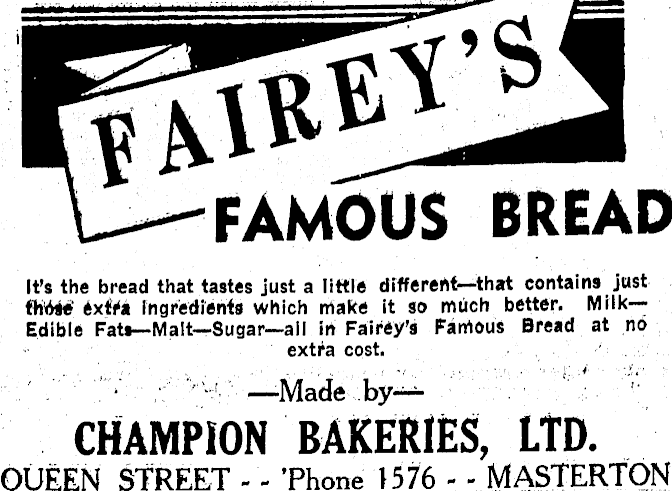 FAIREY'S
FAMOUS BREAD
It's the bread that tastes just a little different—that contains just
those extra ingredients which make it so much better. Milk—
Edible Fats—Malt—Sugar—all in Fairey's Famous Bread at no
extra cost.
—Made by—
CHAMPION BAKERIES, LTD.
QUEEN STREET - - 'Phone 1576 - - MASTERTON